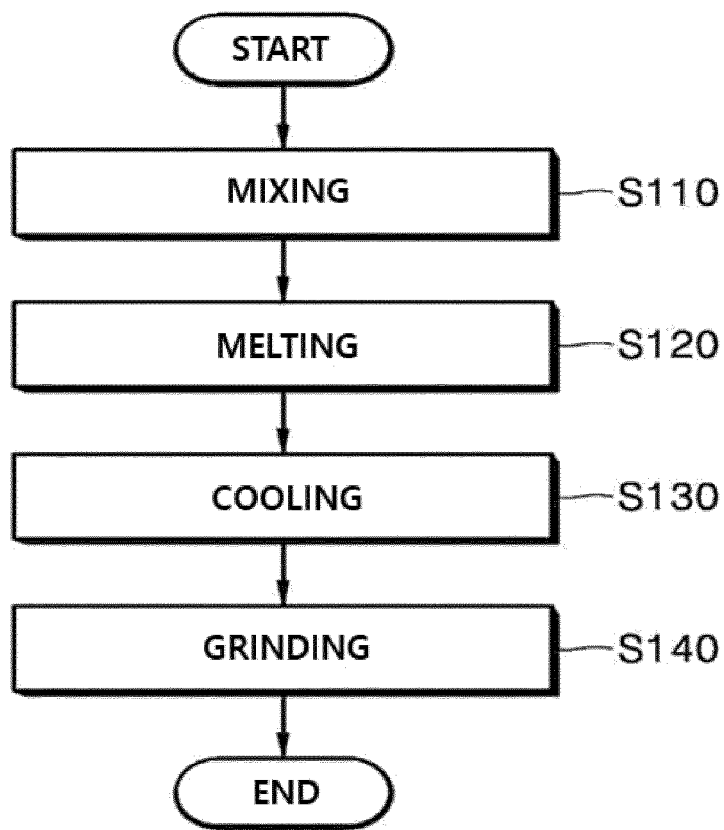 START
MIXING S110
MELTING S120
COOLING S130
GRINDING S140
END